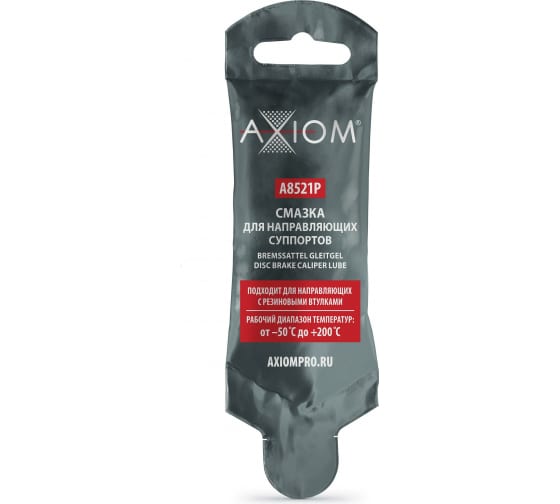 AXIOM®
A8521P
СМАЗКА
ДЛЯ НАПРАВЛЯЮЩИХ
СУППОРТОВ
BREMSSATTEL GLEITGEL
DISC BRAKE CALIPER LUBE
ПОДХОДИТ ДЛЯ НАПРАВЛЯЮЩИХ
С РЕЗИНОВЫМИ ВТУЛКАМИ
РАБОЧИЙ ДИАПАЗОН ТЕМПЕРАТУР:
от –50˚C до +200˚C
AXIOMPRO.RU